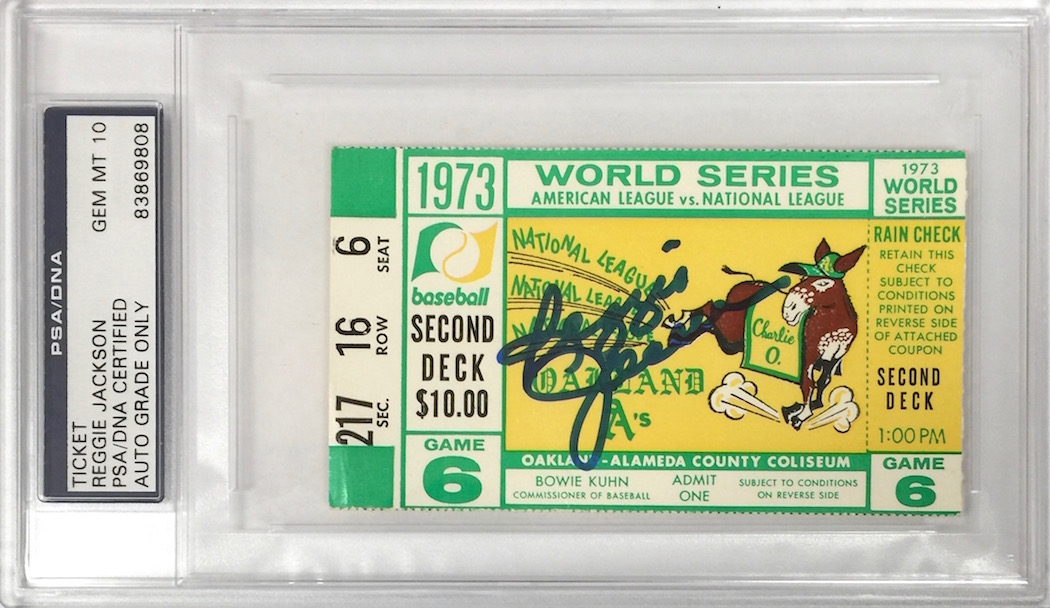 PSA/DNA
TICKET
REGGIE JACKSON
PSA/DNA CERTIFIED
AUTO GRADE ONLY
GEM MT 10
83869808
6
SEAT
16
ROW
217
SEC.
1973
baseball
SECOND
DECK
$10.00
GAME
6
WORLD SERIES
AMERICAN LEAGUE vs. NATIONAL LEAGUE
NATIONAL LEAGUE
NATIONAL LEAGUE
OAKLAND
A's
Charlie
O.
OAKLAND-ALAMEDA COUNTY COLISEUM
BOWIE KUHN
COMMISSIONER OF BASEBALL
ADMIT
ONE
SUBJECT TO CONDITIONS
ON REVERSE SIDE
1973
WORLD
SERIES
RAIN CHECK
RETAIN THIS
CHECK
SUBJECT TO
CONDITIONS
PRINTED ON
REVERSE SIDE
OF ATTACHED
COUPON
SECOND
DECK
1:00 PM
GAME
6